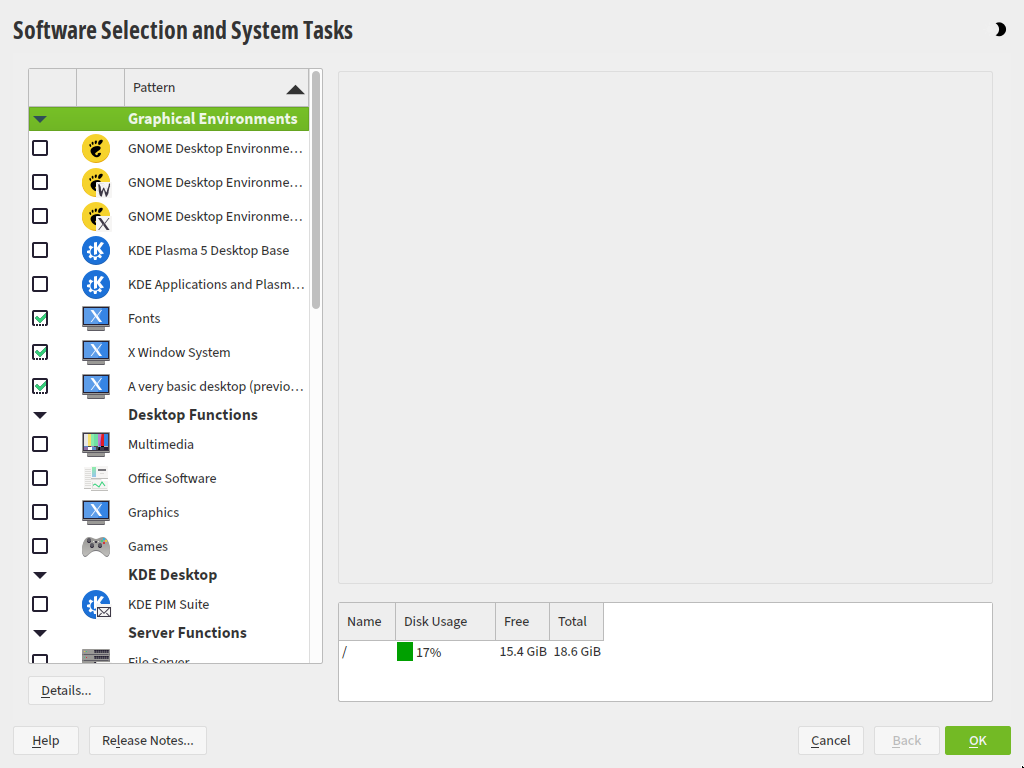 Software Selection and System Tasks
Pattern
Graphical Environments
GNOME Desktop Environme...
GNOME Desktop Environme...
GNOME Desktop Environme...
KDE Plasma 5 Desktop Base
KDE Applications and Plasm...
Fonts
X Window System
A very basic desktop (previo...
Desktop Functions
Multimedia
Office Software
Graphics
Games
KDE Desktop
KDE PIM Suite
Server Functions
File Server
Name Disk Usage Free Total
/ 17% 15.4 GiB 18.6 GiB
Details...
Help Release Notes... Cancel Back OK